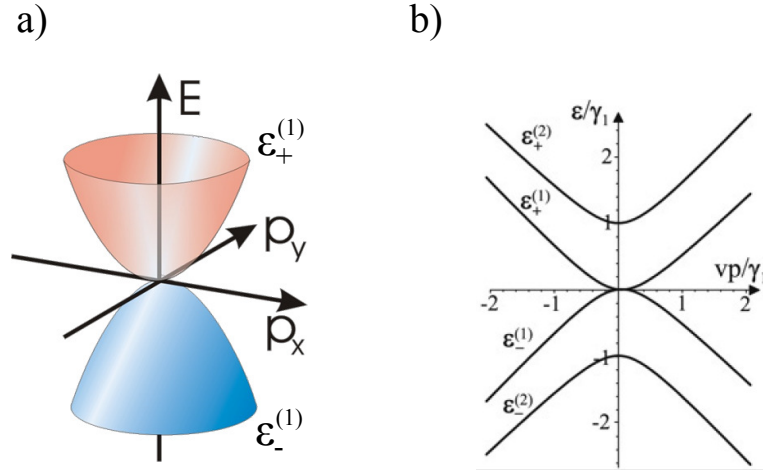 a)
b)
E
ε₊⁽¹⁾
p_y
p_x
ε₋⁽¹⁾
ε/γ₁
ε₊⁽²⁾
2
ε₊⁽¹⁾
1
vp/γ₁
-2 -1 1 2
ε₋⁽¹⁾
-1
ε₋⁽²⁾
-2